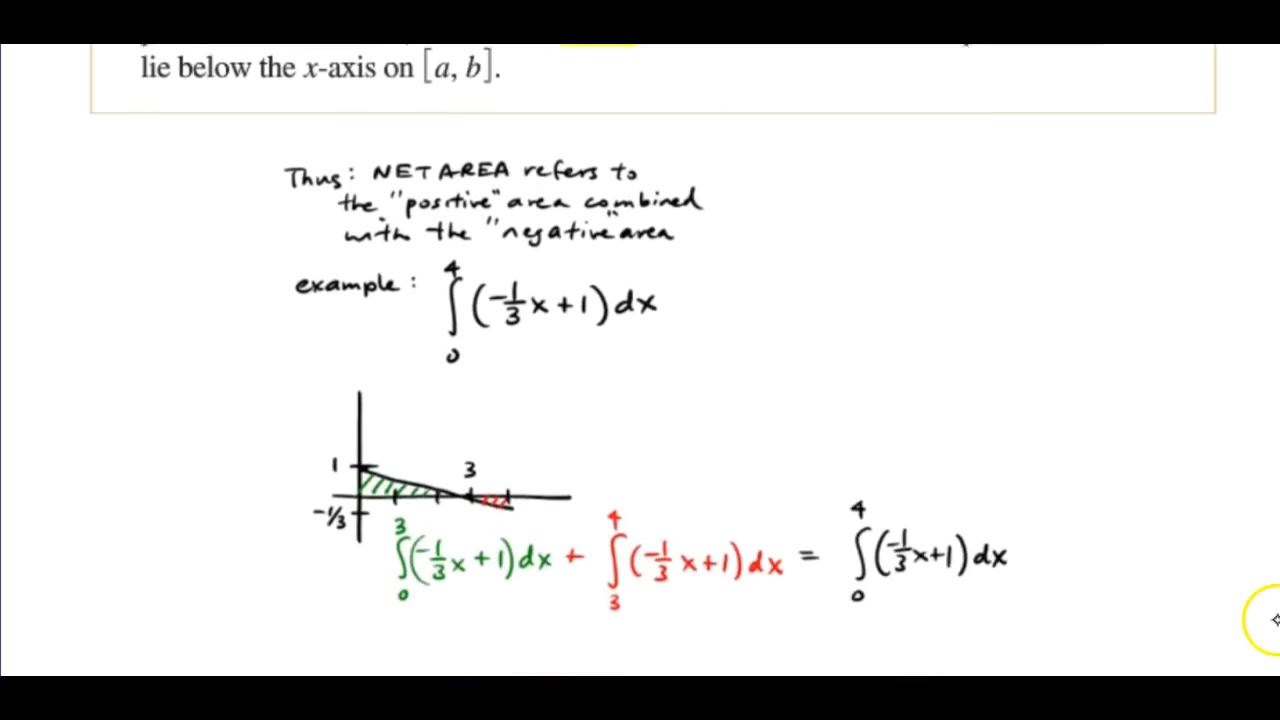 lie below the x-axis on [a, b].
Thus: NET AREA refers to
the "positive" area combined
with the "negative" area
example: ∫₀⁴ (-1/3 x + 1) dx
1
3
-1/3
∫₀³ (-1/3 x + 1) dx + ∫₃⁴ (-1/3 x + 1) dx = ∫₀⁴ (-1/3 x + 1) dx